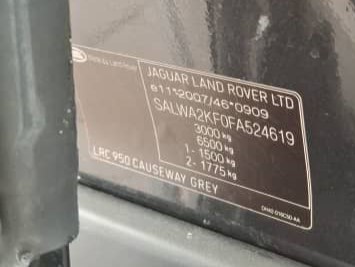 JAGUAR LAND ROVER LTD
e11*2007/46*0909
SALWA2KF0FA524619
3000 kg
6500 kg
1- 1500 kg
2- 1775 kg
LRC 950 CAUSEWAY GREY